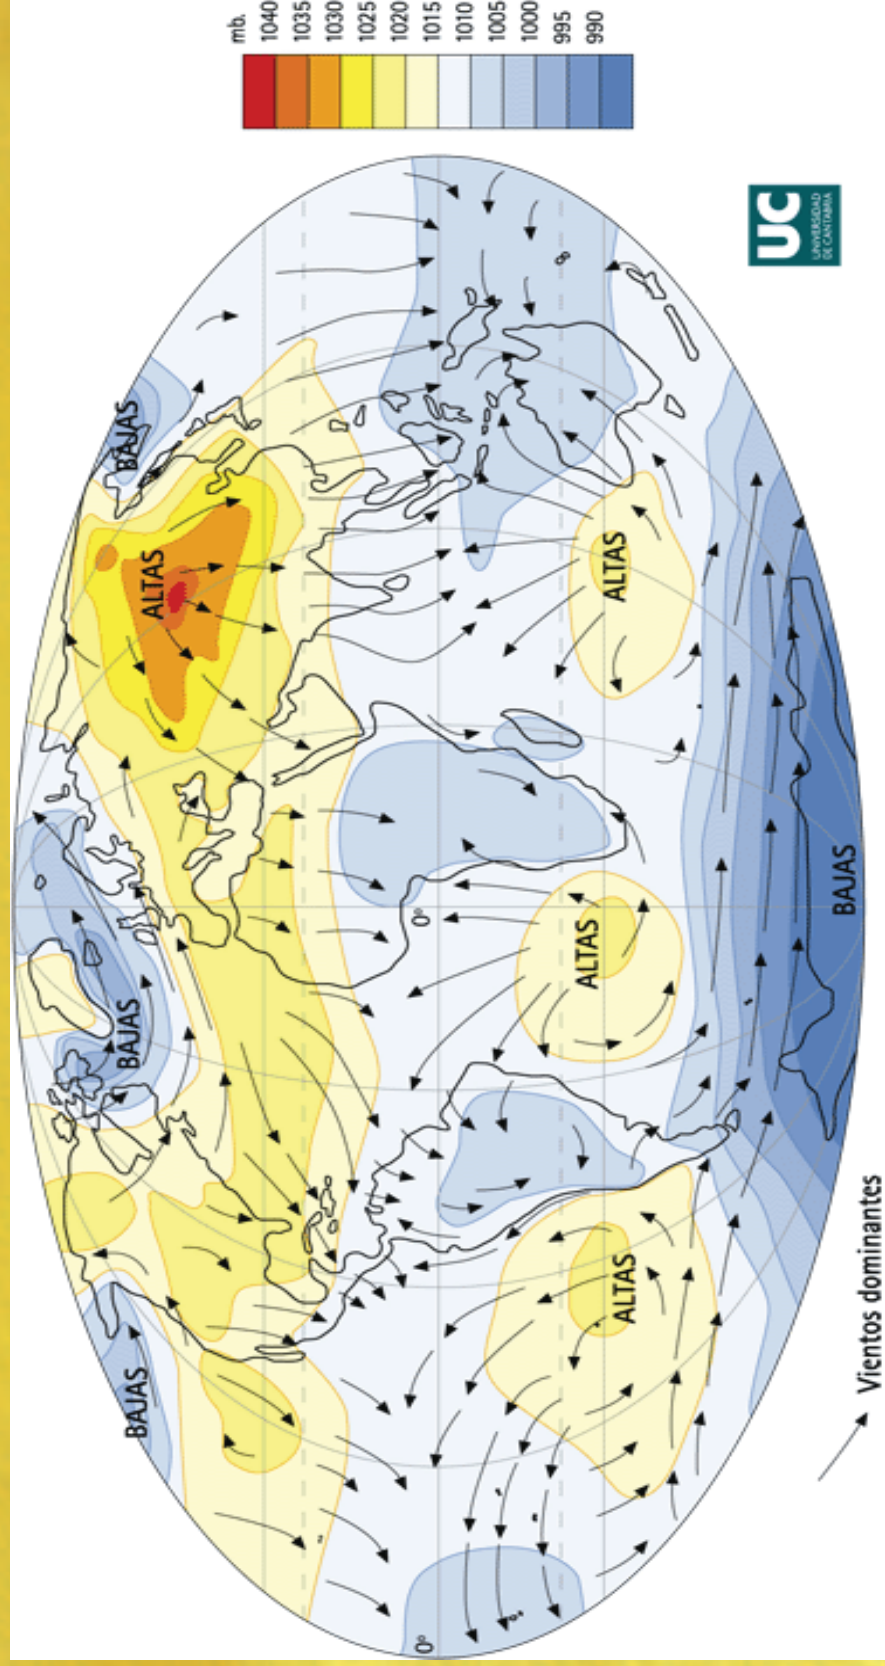 mb.
1040
1035
1030
1025
1020
1015
1010
1005
1000
995
990
BAJAS
BAJAS
BAJAS
ALTAS
0°
0°
ALTAS
ALTAS
ALTAS
BAJAS
Vientos dominantes
UC
UNIVERSIDAD
DE CANTABRIA